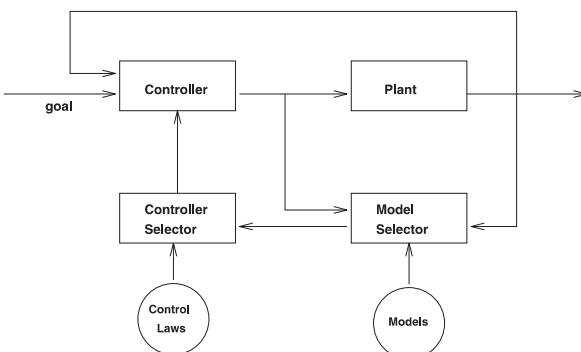 Controller
Plant
goal
Controller
Selector
Model
Selector
Control
Laws
Models